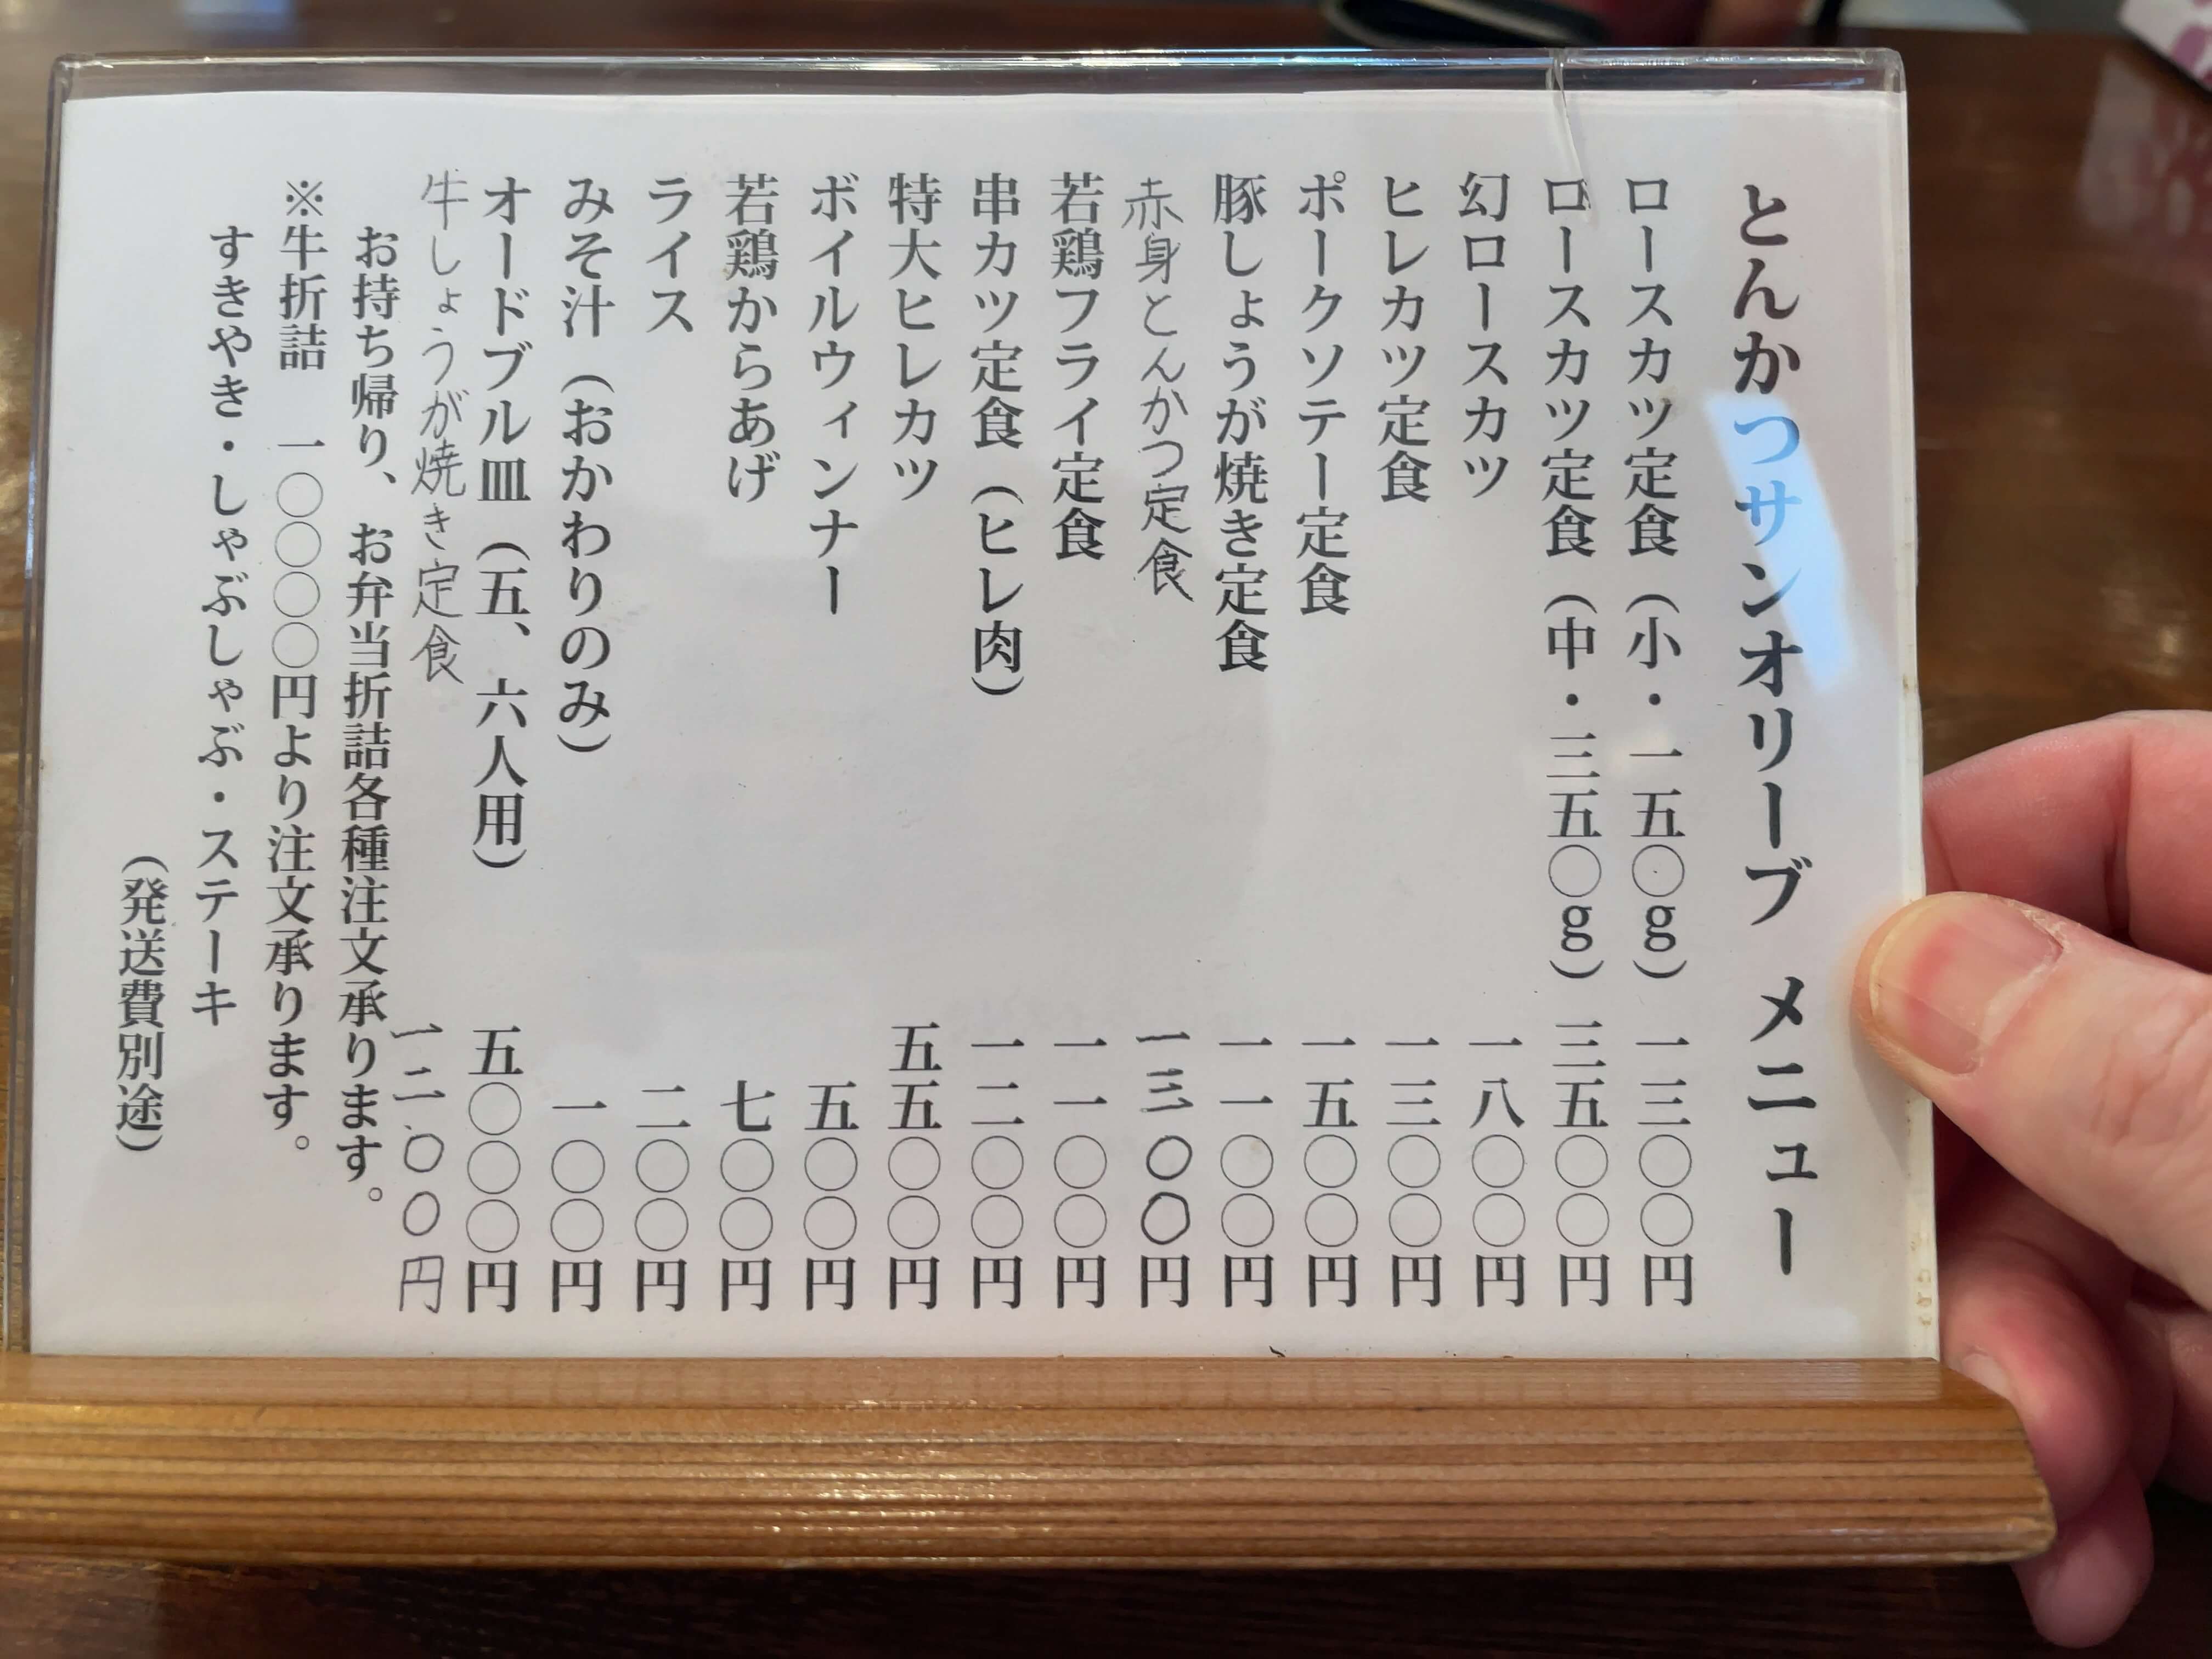 とんかつサンオリーブ メニュー
ロースカツ定食（小・一五〇g） 一三〇〇円
ロースカツ定食（中・三五〇g） 三五〇〇円
幻ロースカツ 一八〇〇円
ヒレカツ定食 一三〇〇円
ポークソテー定食 一五〇〇円
豚しょうが焼き定食 一一〇〇円
赤身とんかつ定食 一三〇〇円
若鶏フライ定食 一一〇〇円
串カツ定食（ヒレ肉） 一二〇〇円
特大ヒレカツ 五五〇〇円
ボイルウィンナー 五〇〇円
若鶏からあげ 七〇〇円
ライス 二〇〇円
みそ汁（おかわりのみ） 一〇〇円
オードブル皿（五、六人用） 五〇〇〇円
牛しょうが焼き定食 一二〇〇円
お持ち帰り、お弁当折詰各種注文承ります。
※牛折詰 一〇〇〇〇円より注文承ります。
すきやき・しゃぶしゃぶ・ステーキ
（発送費別途）